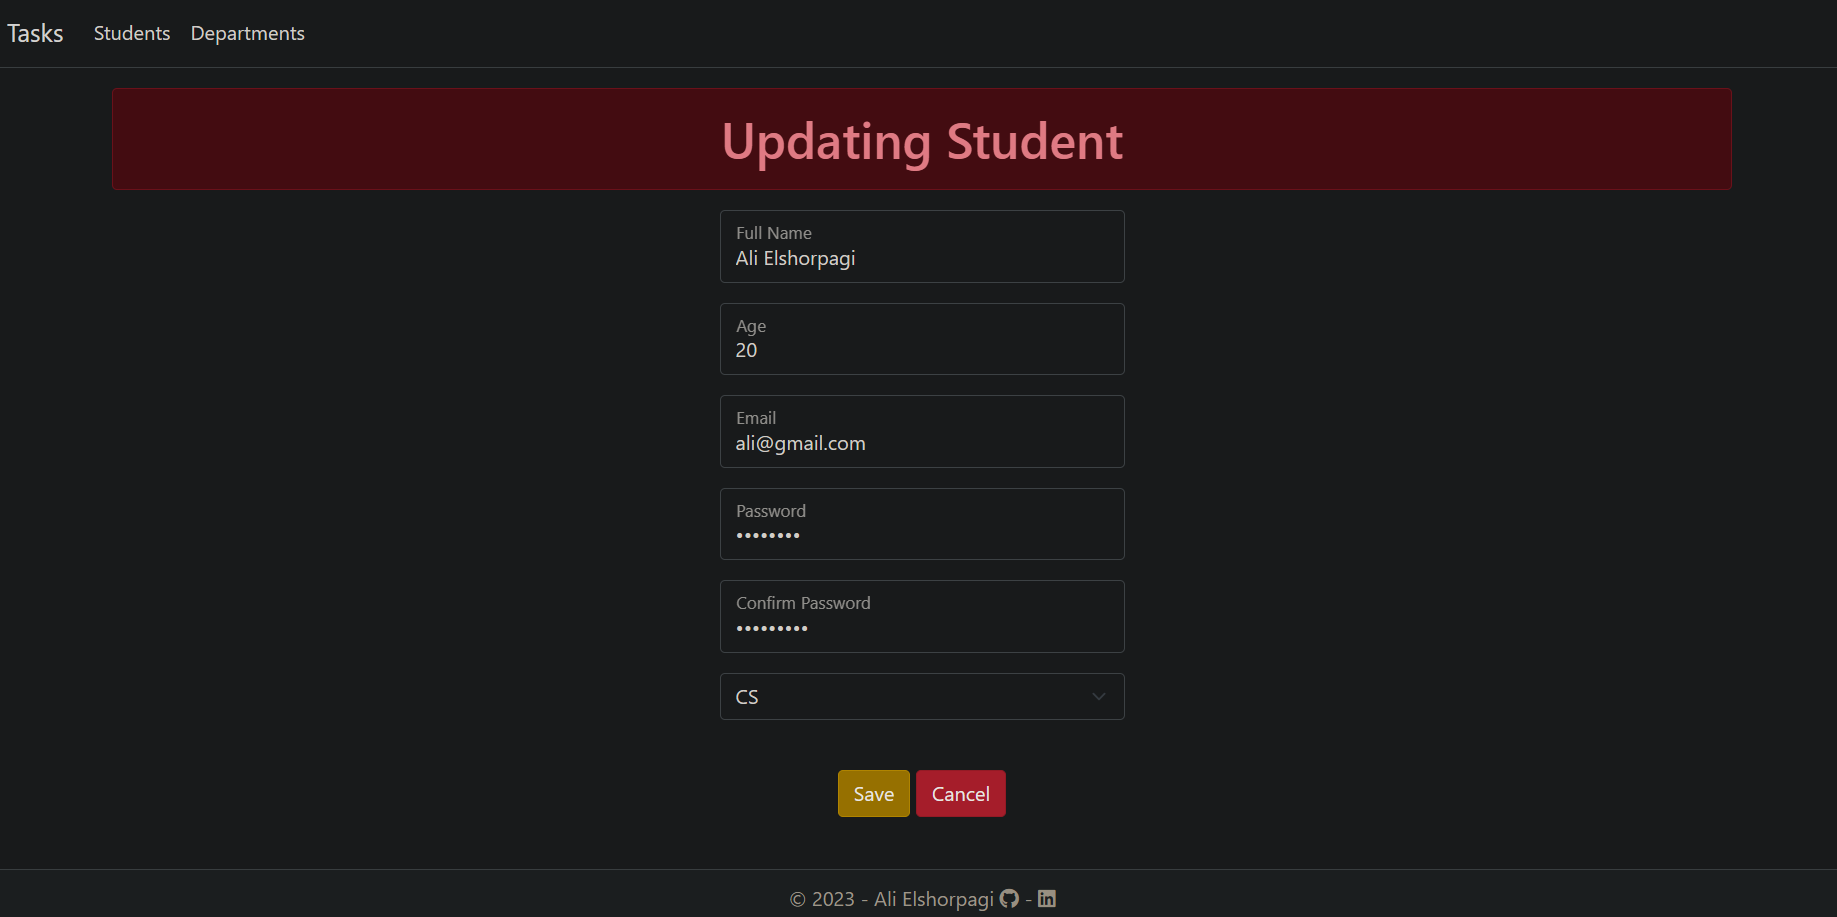 Tasks Students Departments
Updating Student
Full Name
Ali Elshorpagi
Age
20
Email
ali@gmail.com
Password
••••••••
Confirm Password
•••••••••
CS
Save Cancel
© 2023 - Ali Elshorpagi -